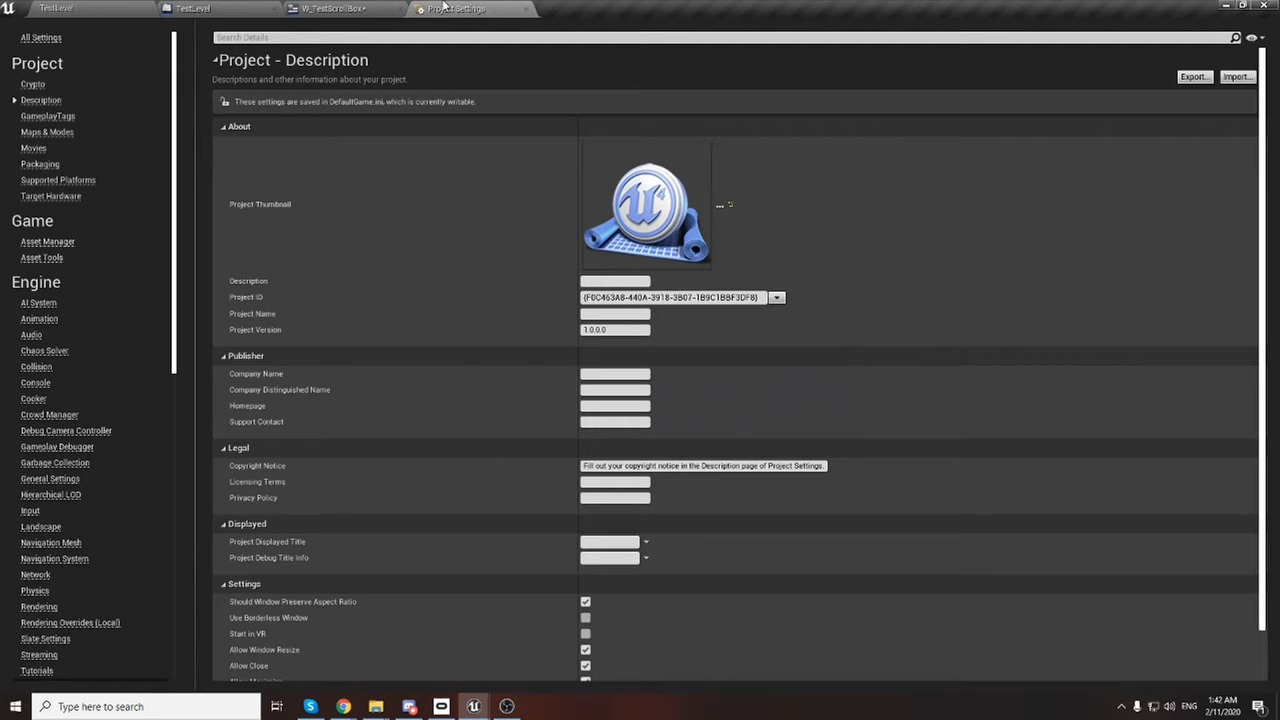 TestLevel
TestLevel
W_TestScrollBox*
Project Settings
All Settings
Project
Crypto
Description
GameplayTags
Maps & Modes
Movies
Packaging
Supported Platforms
Target Hardware
Game
Asset Manager
Asset Tools
Engine
AI System
Animation
Audio
Chaos Solver
Collision
Console
Cooker
Crowd Manager
Debug Camera Controller
Gameplay Debugger
Garbage Collection
General Settings
Hierarchical LOD
Input
Landscape
Navigation Mesh
Navigation System
Network
Physics
Rendering
Rendering Overrides (Local)
Slate Settings
Streaming
Tutorials
Search Details
Project - Description
Descriptions and other information about your project.
Export...
Import...
These settings are saved in DefaultGame.ini, which is currently writable.
About
Project Thumbnail
...
Description
Project ID
{F0C463A8-440A-3918-3B07-1B9C1BBF3DF8}
Project Name
Project Version
1.0.0.0
Publisher
Company Name
Company Distinguished Name
Homepage
Support Contact
Legal
Copyright Notice
Fill out your copyright notice in the Description page of Project Settings.
Licensing Terms
Privacy Policy
Displayed
Project Displayed Title
Project Debug Title Info
Settings
Should Window Preserve Aspect Ratio
Use Borderless Window
Start in VR
Allow Window Resize
Allow Close
Type here to search
ENG
1:42 AM
2/11/2020